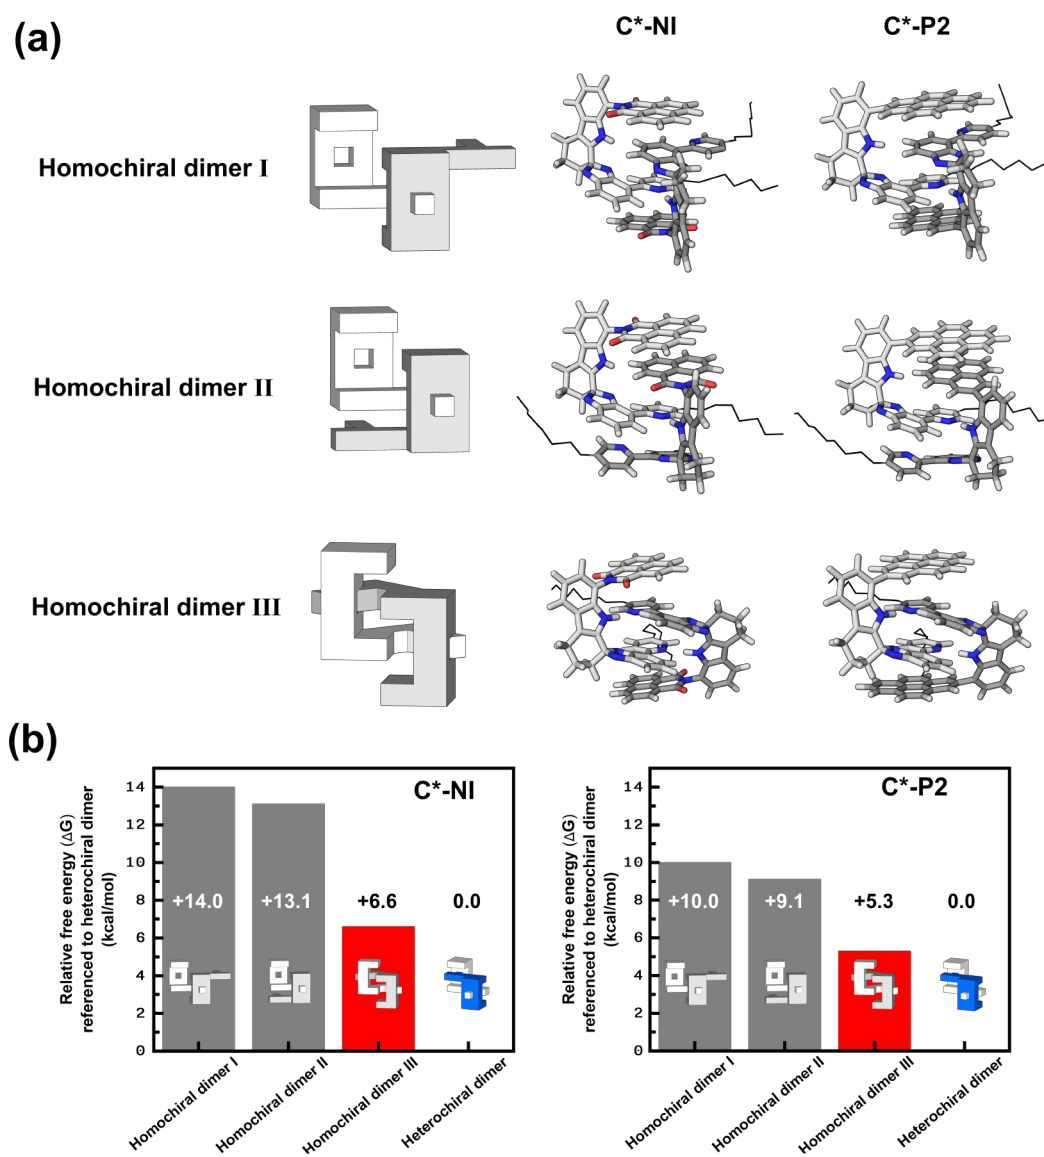 (a)
C*-NI
C*-P2
Homochiral dimer I
Homochiral dimer II
Homochiral dimer III
(b)
Relative free energy (ΔG)
referenced to heterochiral dimer
(kcal/mol)
14
12
10
8
6
4
2
0
C*-NI
+14.0
+13.1
+6.6
0.0
Homochiral dimer I
Homochiral dimer II
Homochiral dimer III
Heterochiral dimer
Relative free energy (ΔG)
referenced to heterochiral dimer
(kcal/mol)
14
12
10
8
6
4
2
0
C*-P2
+10.0
+9.1
+5.3
0.0
Homochiral dimer I
Homochiral dimer II
Homochiral dimer III
Heterochiral dimer